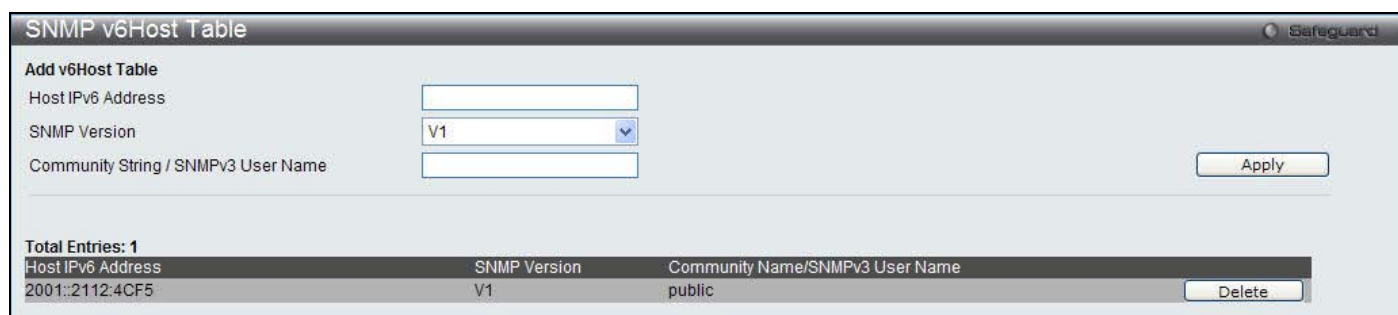 SNMP v6Host Table
Safeguard
Add v6Host Table
Host IPv6 Address
SNMP Version V1
Community String / SNMPv3 User Name Apply
Total Entries: 1
Host IPv6 Address SNMP Version Community Name/SNMPv3 User Name
2001::2112:4CF5 V1 public Delete